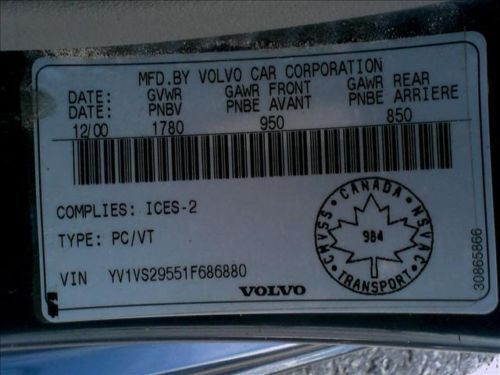 MFD.BY VOLVO CAR CORPORATION
DATE: GVWR GAWR FRONT GAWR REAR
DATE: PNBV PNBE AVANT PNBE ARRIERE
12/00 1780 950 850
COMPLIES: ICES-2
TYPE: PC/VT
VIN YV1VS29551F686880
VOLVO
CANADA
CMVSS NSVAC
984
TRANSPORT
30865866